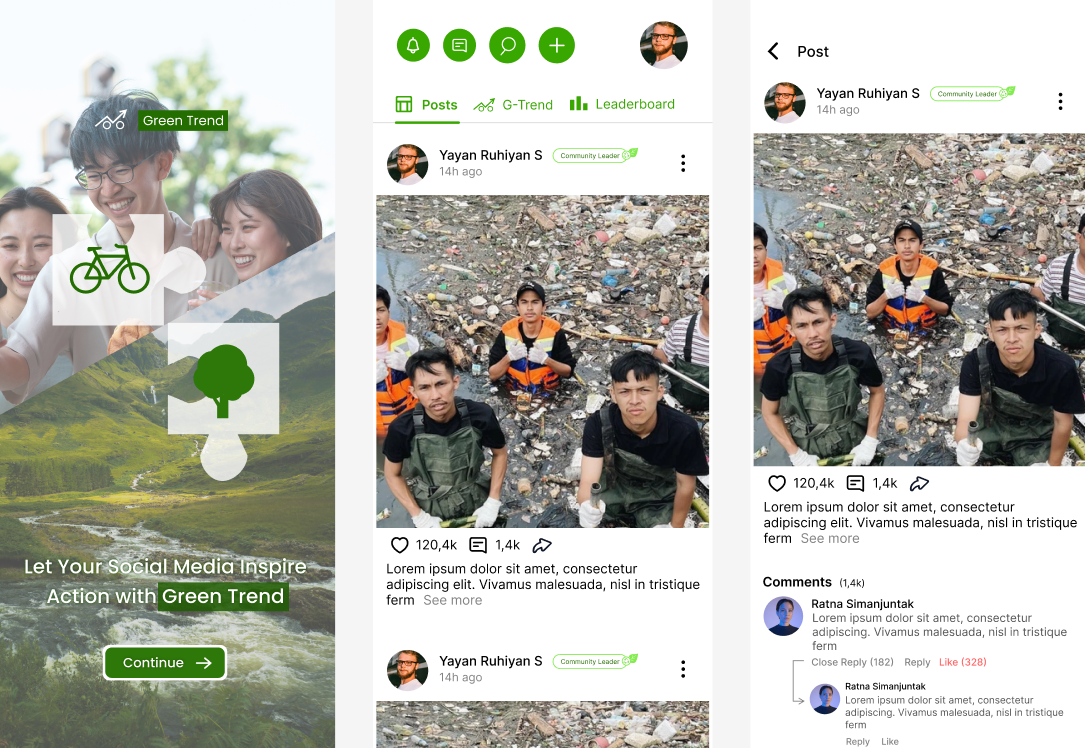 Green Trend
Let Your Social Media Inspire
Action with Green Trend
Continue
Posts
G-Trend
Leaderboard
Yayan Ruhiyan S
Community Leader
14h ago
120,4k
1,4k
Lorem ipsum dolor sit amet, consectetur
adipiscing elit. Vivamus malesuada, nisl in tristique
ferm See more
Yayan Ruhiyan S
Community Leader
14h ago
Post
Yayan Ruhiyan S
Community Leader
14h ago
120,4k
1,4k
Lorem ipsum dolor sit amet, consectetur
adipiscing elit. Vivamus malesuada, nisl in tristique
ferm See more
Comments (1,4k)
Ratna Simanjuntak
Lorem ipsum dolor sit amet, consectetur
adipiscing. Vivamus malesuada, nisl in tristique
ferm
Close Reply (182) Reply Like (328)
Ratna Simanjuntak
Lorem ipsum dolor sit amet, consectetur
adipiscing. Vivamus malesuada, nisl in tristique
ferm
Reply Like